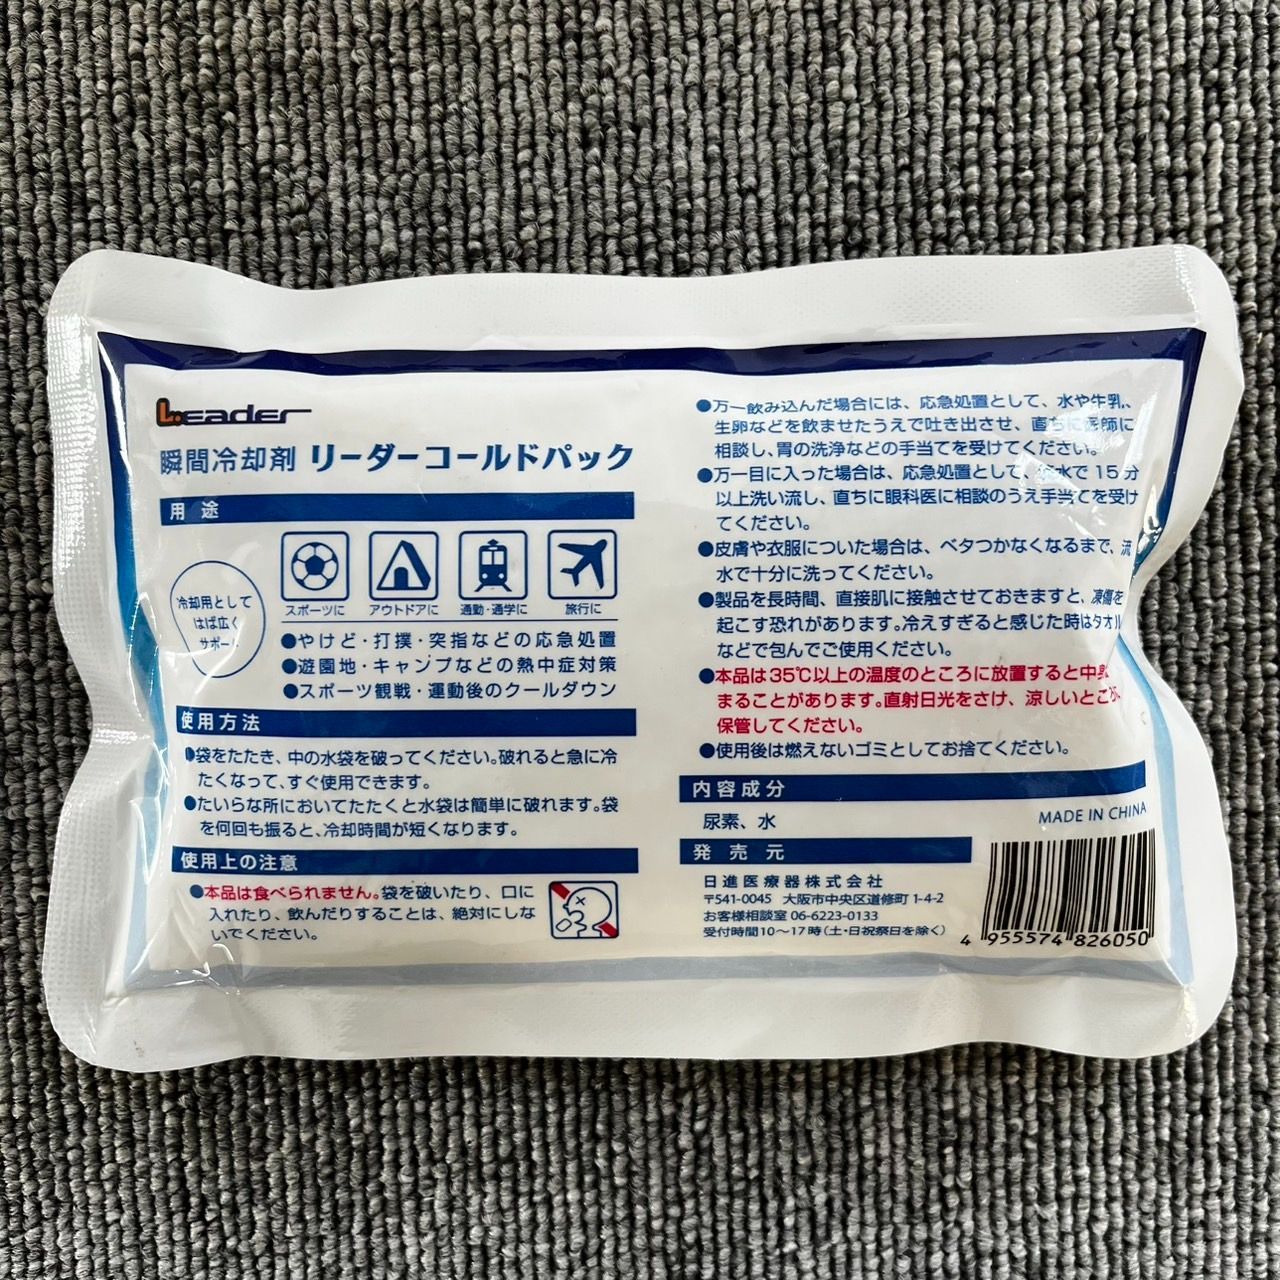 Leader
瞬間冷却剤 リーダーコールドパック
用途
冷却用として
はば広く
サポー
スポーツに
アウトドアに
通勤・通学に
旅行に
●やけど・打撲・突指などの応急処置
●遊園地・キャンプなどの熱中症対策
●スポーツ観戦・運動後のクールダウン
使用方法
●袋をたたき、中の水袋を破ってください。破れると急に冷
たくなって、すぐ使用できます。
●たいらな所においてたたくと水袋は簡単に破れます。袋
を何回も振ると、冷却時間が短くなります。
使用上の注意
●本品は食べられません。袋を破いたり、口に
入れたり、飲んだりすることは、絶対にしな
いでください。
●万一飲み込んだ場合には、応急処置として、水や牛乳、
生卵などを飲ませたうえで吐き出させ、直ちに医師に
相談し、胃の洗浄などの手当てを受けてください。
●万一目に入った場合は、応急処置として、水で15分
以上洗い流し、直ちに眼科医に相談のうえ手当てを受け
てください。
●皮膚や衣服についた場合は、ベタつかなくなるまで、流
水で十分に洗ってください。
●製品を長時間、直接肌に接触させておきますと、凍傷を
起こす恐れがあります。冷えすぎると感じた時はタオル
などで包んでご使用ください。
●本品は35℃以上の温度のところに放置すると中身
まることがあります。直射日光をさけ、涼しいところに
保管してください。
●使用後は燃えないゴミとしてお捨てください。
内容成分
尿素、水
MADE IN CHINA
発売元
日進医療器株式会社
〒541-0045 大阪市中央区道修町1-4-2
お客様相談室 06-6223-0133
受付時間10〜17時(土・日祝祭日を除く)
4 955574 826050